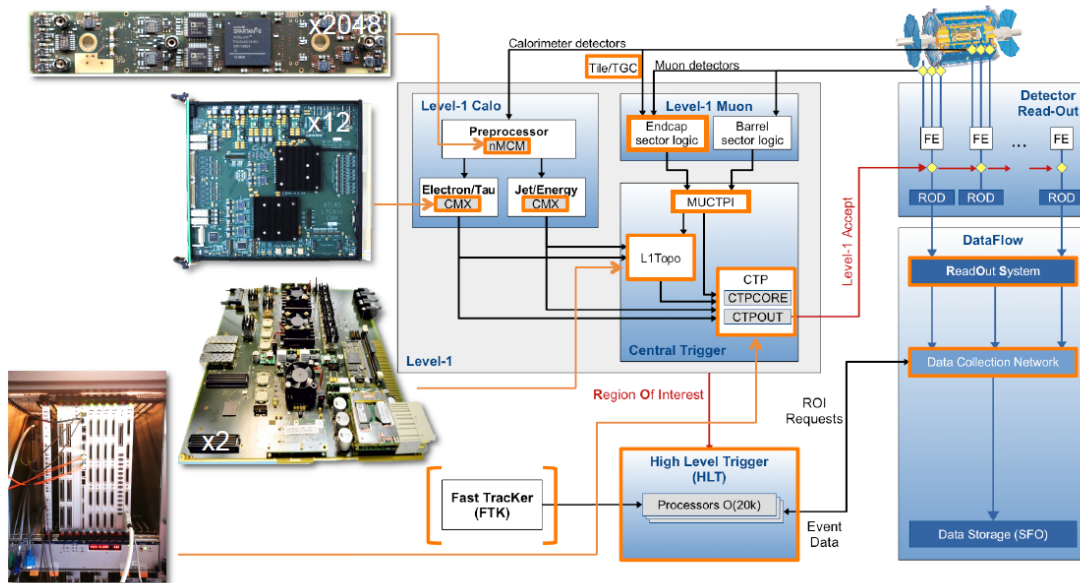 x2048
SPARTAN-6
x12
x2
Calorimeter detectors
Tile/TGC
Muon detectors
Level-1 Calo
Preprocessor
nMCM
Electron/Tau
CMX
Jet/Energy
CMX
Level-1 Muon
Endcap
sector logic
Barrel
sector logic
MUCTPI
L1Topo
CTP
CTPCORE
CTPOUT
Central Trigger
Level-1
Level-1 Accept
Region Of Interest
Detector
Read-Out
FE
FE
...
FE
ROD
ROD
ROD
DataFlow
ReadOut System
Data Collection Network
Data Storage (SFO)
ROI
Requests
Event
Data
High Level Trigger
(HLT)
Processors O(20k)
Fast TracKer
(FTK)